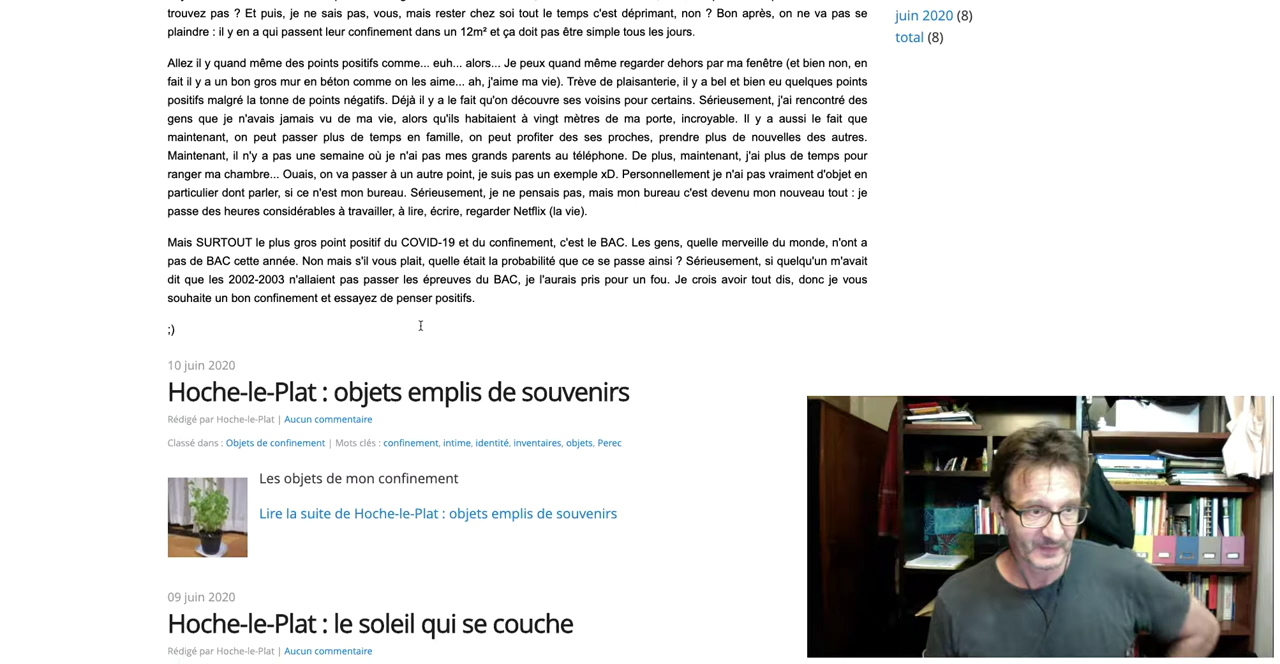 trouvez pas ? Et puis, je ne sais pas, vous, mais rester chez soi tout le temps c'est déprimant, non ? Bon après, on ne va pas se
plaindre : il y en a qui passent leur confinement dans un 12m² et ça doit pas être simple tous les jours.
Allez il y quand même des points positifs comme... euh... alors... Je peux quand même regarder dehors par ma fenêtre (et bien non, en
fait il y a un bon gros mur en béton comme on les aime... ah, j'aime ma vie). Trève de plaisanterie, il y a bel et bien eu quelques points
positifs malgré la tonne de points négatifs. Déjà il y a le fait qu'on découvre ses voisins pour certains. Sérieusement, j'ai rencontré des
gens que je n'avais jamais vu de ma vie, alors qu'ils habitaient à vingt mètres de ma porte, incroyable. Il y a aussi le fait que
maintenant, on peut passer plus de temps en famille, on peut profiter des ses proches, prendre plus de nouvelles des autres.
Maintenant, il n'y a pas une semaine où je n'ai pas mes grands parents au téléphone. De plus, maintenant, j'ai plus de temps pour
ranger ma chambre... Ouais, on va passer à un autre point, je suis pas un exemple xD. Personnellement je n'ai pas vraiment d'objet en
particulier dont parler, si ce n'est mon bureau. Sérieusement, je ne pensais pas, mais mon bureau c'est devenu mon nouveau tout : je
passe des heures considérables à travailler, à lire, écrire, regarder Netflix (la vie).
Mais SURTOUT le plus gros point positif du COVID-19 et du confinement, c'est le BAC. Les gens, quelle merveille du monde, n'ont a
pas de BAC cette année. Non mais s'il vous plait, quelle était la probabilité que ce se passe ainsi ? Sérieusement, si quelqu'un m'avait
dit que les 2002-2003 n'allaient pas passer les épreuves du BAC, je l'aurais pris pour un fou. Je crois avoir tout dis, donc je vous
souhaite un bon confinement et essayez de penser positifs.
;)
10 juin 2020
Hoche-le-Plat : objets emplis de souvenirs
Rédigé par Hoche-le-Plat | Aucun commentaire
Classé dans : Objets de confinement | Mots clés : confinement, intime, identité, inventaires, objets, Perec
Les objets de mon confinement
Lire la suite de Hoche-le-Plat : objets emplis de souvenirs
09 juin 2020
Hoche-le-Plat : le soleil qui se couche
Rédigé par Hoche-le-Plat | Aucun commentaire
juin 2020 (8)
total (8)